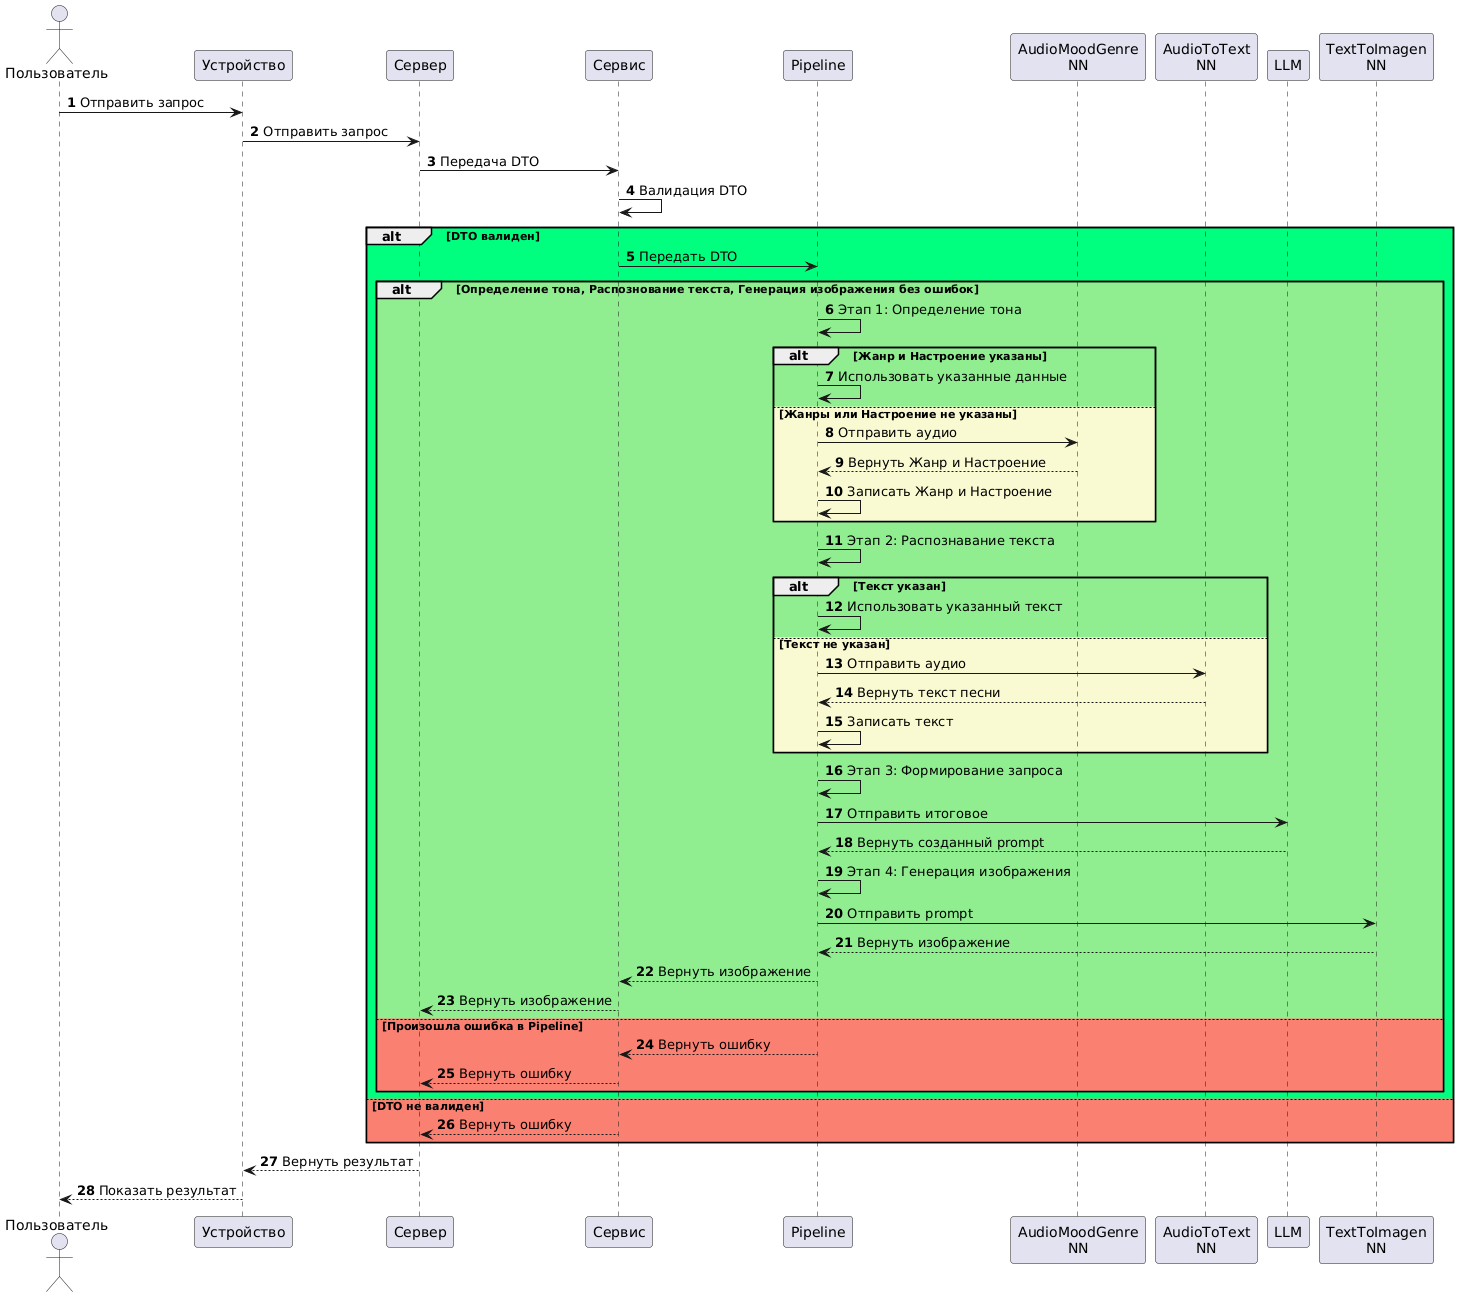 Пользователь
Устройство
Сервер
Сервис
Pipeline
AudioMoodGenre
NN
AudioToText
NN
LLM
TextToImagen
NN
1 Отправить запрос
2 Отправить запрос
3 Передача DTO
4 Валидация DTO
alt [DTO валиден]
5 Передать DTO
alt [Определение тона, Распознование текста, Генерация изображения без ошибок]
6 Этап 1: Определение тона
alt [Жанр и Настроение указаны]
7 Использовать указанные данные
[Жанры или Настроение не указаны]
8 Отправить аудио
9 Вернуть Жанр и Настроение
10 Записать Жанр и Настроение
11 Этап 2: Распознавание текста
alt [Текст указан]
12 Использовать указанный текст
[Текст не указан]
13 Отправить аудио
14 Вернуть текст песни
15 Записать текст
16 Этап 3: Формирование запроса
17 Отправить итоговое
18 Вернуть созданный prompt
19 Этап 4: Генерация изображения
20 Отправить prompt
21 Вернуть изображение
22 Вернуть изображение
23 Вернуть изображение
[Произошла ошибка в Pipeline]
24 Вернуть ошибку
25 Вернуть ошибку
[DTO не валиден]
26 Вернуть ошибку
27 Вернуть результат
28 Показать результат
Пользователь
Устройство
Сервер
Сервис
Pipeline
AudioMoodGenre
NN
AudioToText
NN
LLM
TextToImagen
NN